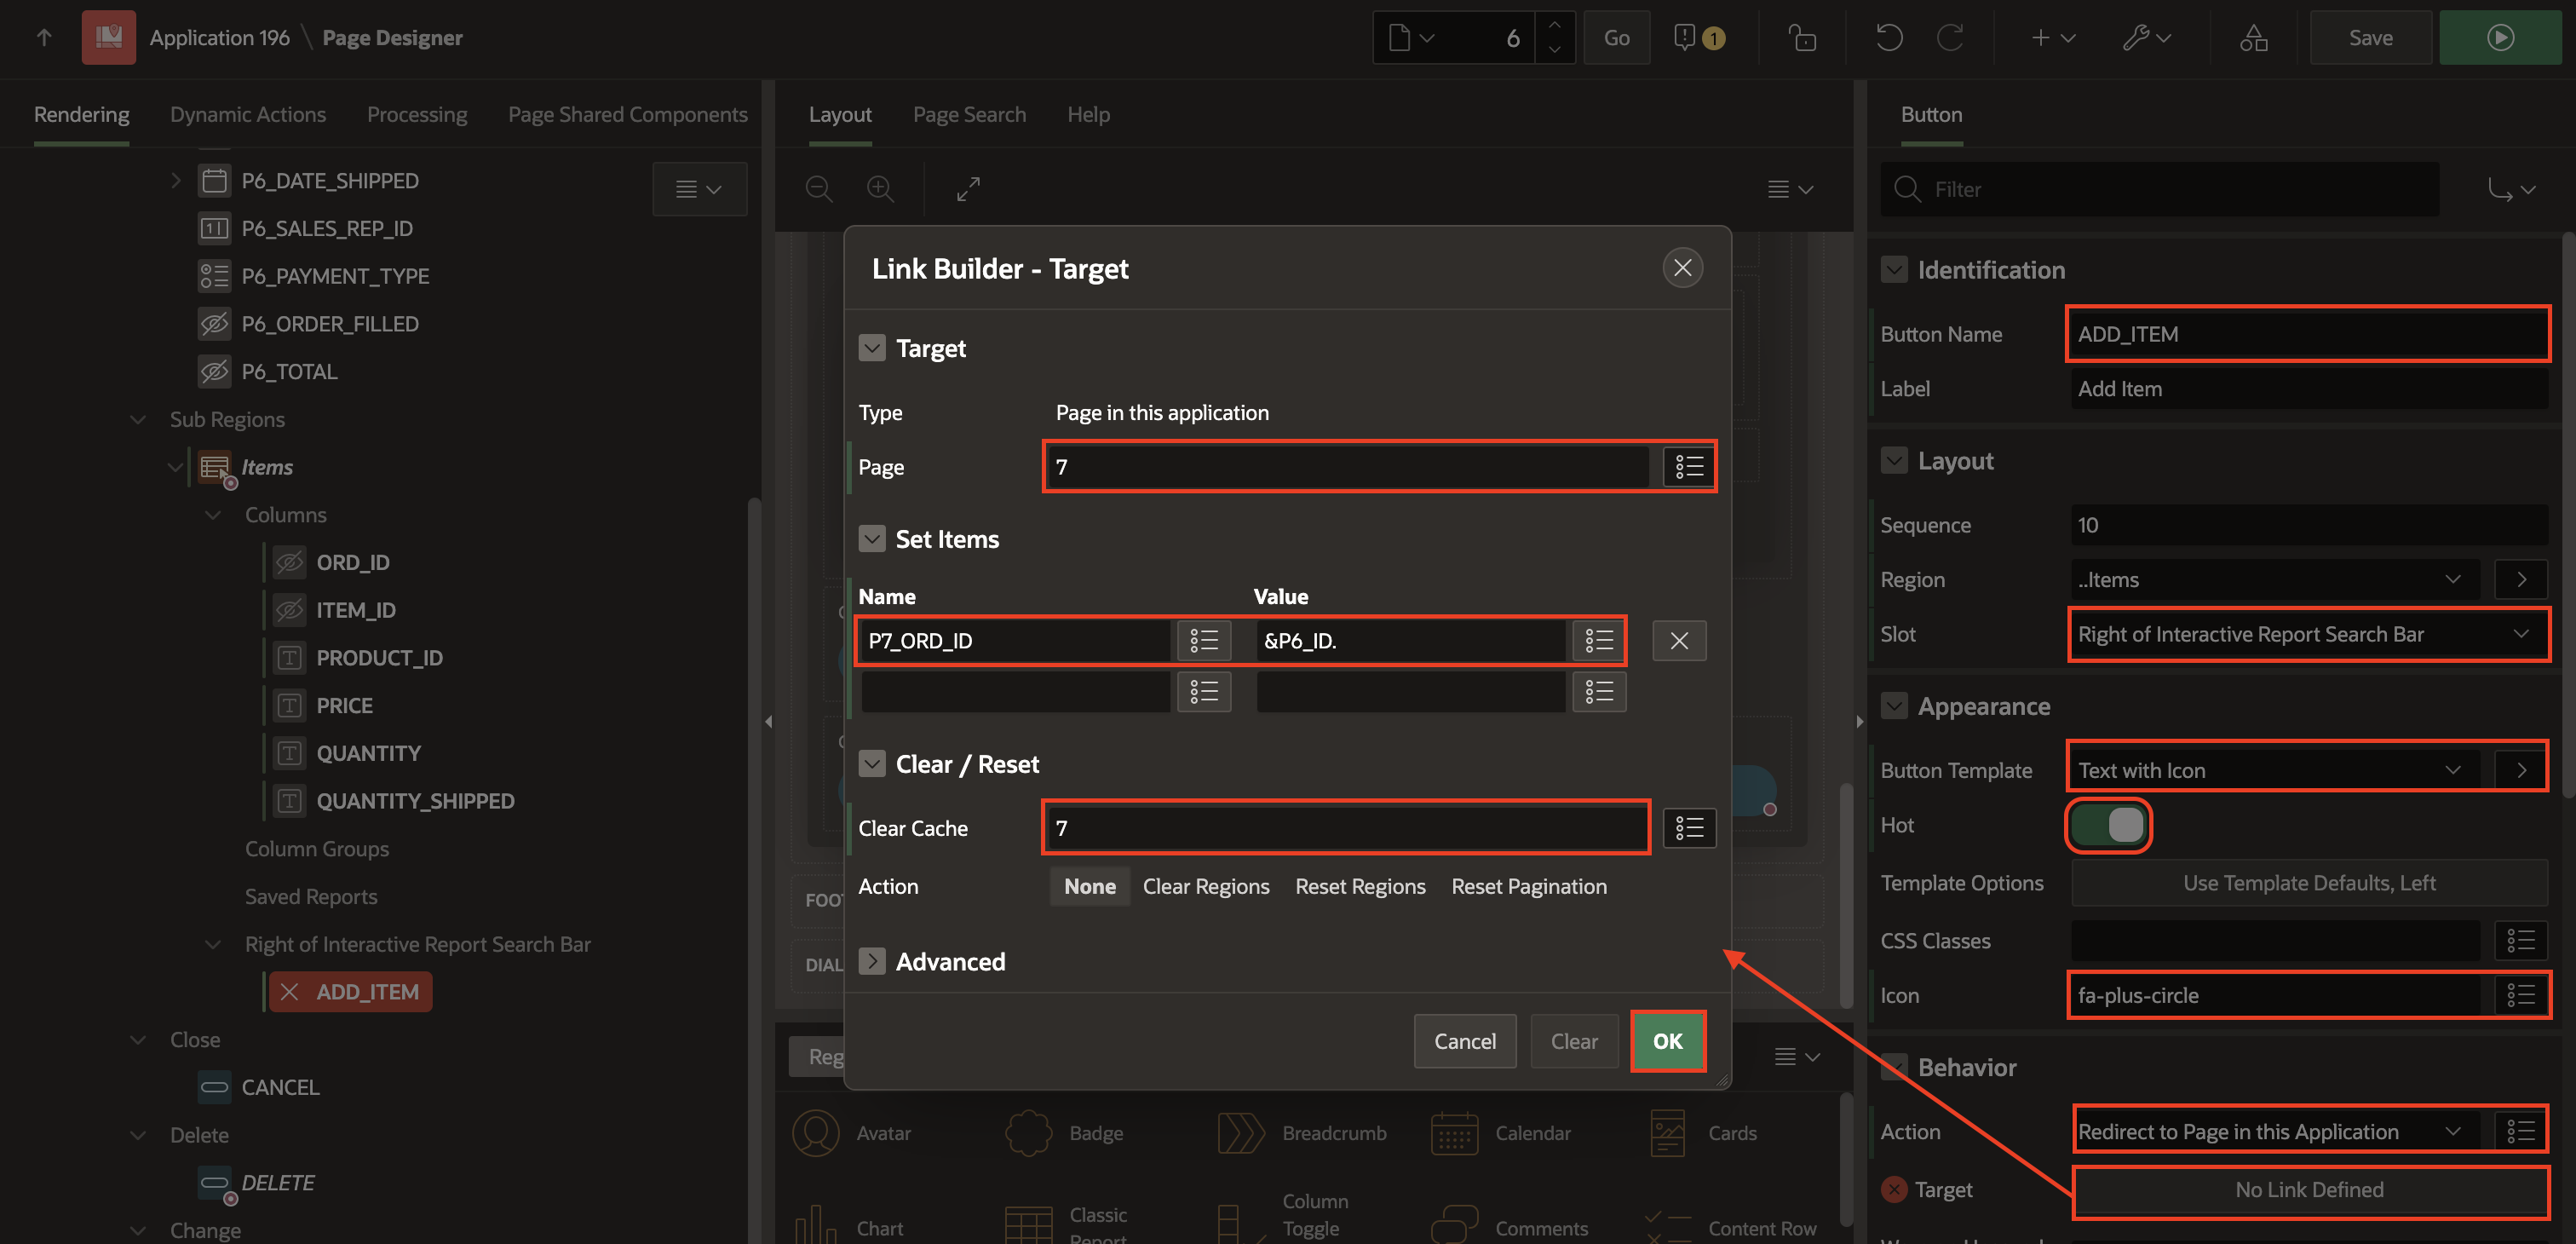 Application 196 \ Page Designer
6
Go
1
Save
Rendering
Dynamic Actions
Processing
Page Shared Components
P6_DATE_SHIPPED
P6_SALES_REP_ID
P6_PAYMENT_TYPE
P6_ORDER_FILLED
P6_TOTAL
Sub Regions
Items
Columns
ORD_ID
ITEM_ID
PRODUCT_ID
PRICE
QUANTITY
QUANTITY_SHIPPED
Column Groups
Saved Reports
Right of Interactive Report Search Bar
ADD_ITEM
Close
CANCEL
Delete
DELETE
Change
Layout
Page Search
Help
Link Builder - Target
Target
Type
Page in this application
Page
7
Set Items
Name
Value
P7_ORD_ID
&P6_ID.
Clear / Reset
Clear Cache
7
Action
None
Clear Regions
Reset Regions
Reset Pagination
Advanced
Cancel
Clear
OK
FOO
DIAL
Reg
Avatar
Badge
Breadcrumb
Calendar
Cards
Chart
Classic
Report
Column
Toggle
Comments
Content Row
Button
Filter
Identification
Button Name
ADD_ITEM
Label
Add Item
Layout
Sequence
10
Region
..Items
Slot
Right of Interactive Report Search Bar
Appearance
Button Template
Text with Icon
Hot
Template Options
Use Template Defaults, Left
CSS Classes
Icon
fa-plus-circle
Behavior
Action
Redirect to Page in this Application
Target
No Link Defined